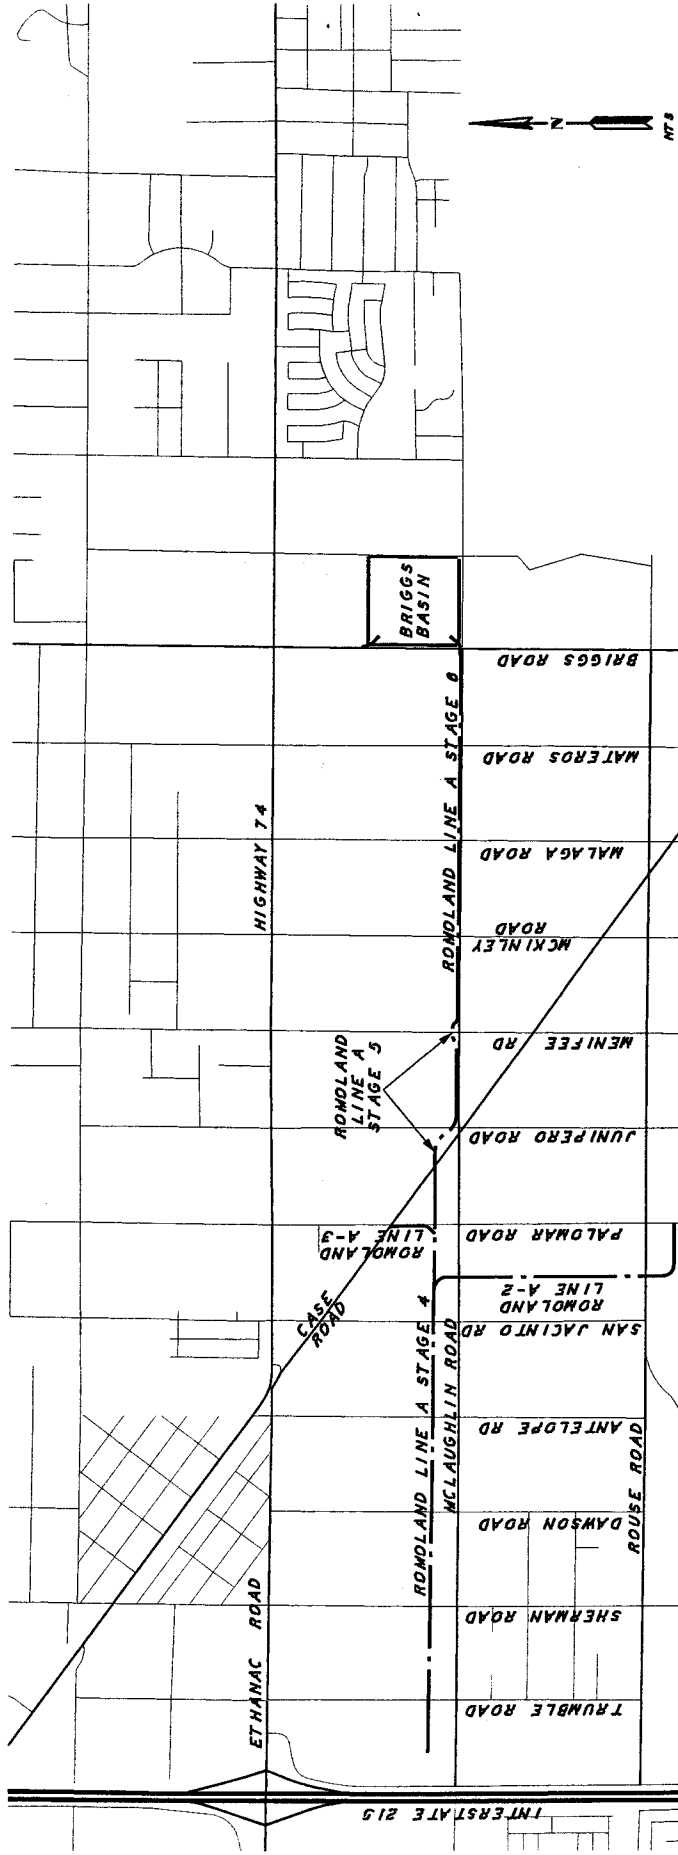 N
NTS
BRIGGS
BASIN
BRIGGS ROAD
ROMOLAND LINE A STAGE 6
MATEROS ROAD
HIGHWAY 74
MALAGA ROAD
MCKINLEY
ROAD
ROMOLAND
LINE A
STAGE 5
MENIFEE RD
JUNIPERO ROAD
ROMOLAND
LINE A-3
PALOMAR ROAD
ROMOLAND
LINE A-2
CASE
ROAD
SAN JACINTO RD
ROMOLAND LINE A STAGE 4
MCLAUGHLIN ROAD
ANTELOPE RD
ROUSE ROAD
DAWSON ROAD
SHERMAN ROAD
ETHANAC ROAD
TRUMBLE ROAD
INTERSTATE 215